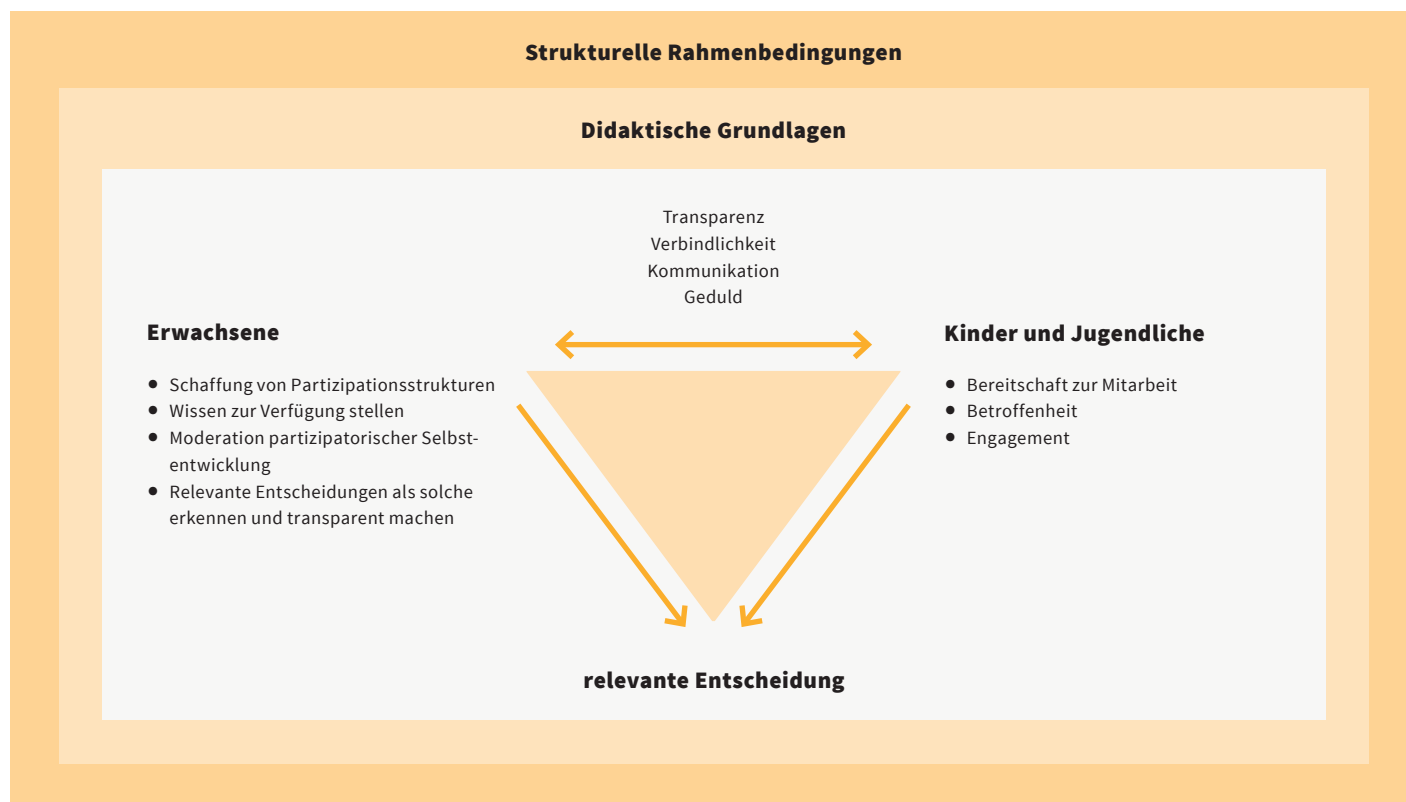 Strukturelle Rahmenbedingungen
Didaktische Grundlagen
Transparenz
Verbindlichkeit
Kommunikation
Geduld
Erwachsene
• Schaffung von Partizipationsstrukturen
• Wissen zur Verfügung stellen
• Moderation partizipatorischer Selbst-
entwicklung
• Relevante Entscheidungen als solche
erkennen und transparent machen
Kinder und Jugendliche
• Bereitschaft zur Mitarbeit
• Betroffenheit
• Engagement
relevante Entscheidung